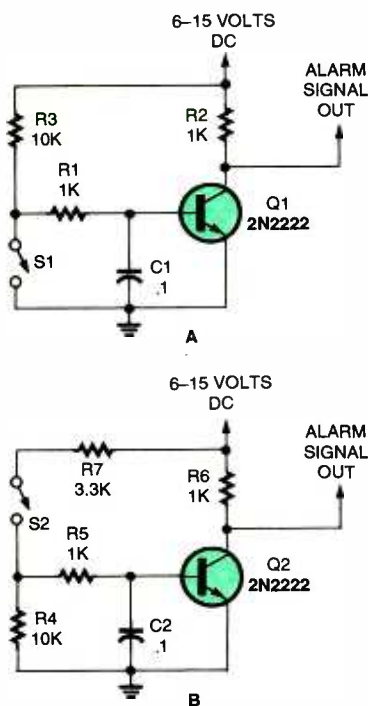 6–15 VOLTS
DC
ALARM
SIGNAL
OUT
R3
10K
R2
1K
R1
1K
Q1
2N2222
S1
C1
.1
A
6–15 VOLTS
DC
ALARM
SIGNAL
OUT
R7
3.3K
R6
1K
S2
R5
1K
Q2
2N2222
R4
10K
C2
.1
B